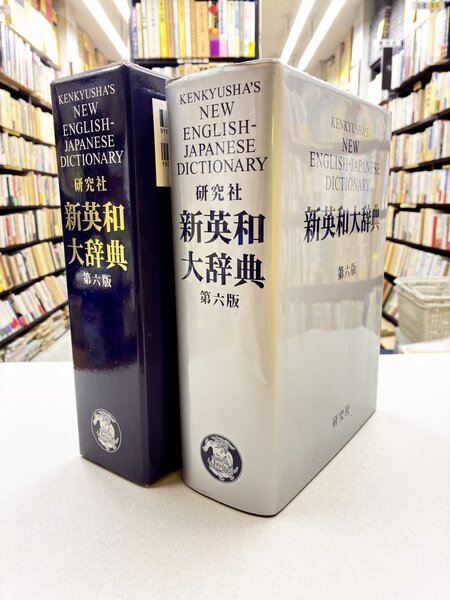 KENKYUSHA'S
NEW
ENGLISH-
JAPANESE
DICTIONARY
研究社
新英和
大辞典
第六版
KENKYUSHA'S
NEW
ENGLISH-
JAPANESE
DICTIONARY
研究社
新英和
大辞典
第六版
KENKYUSHA'S
NEW
ENGLISH-JAPANESE
DICTIONARY
新英和大辞典
第六版
研究社